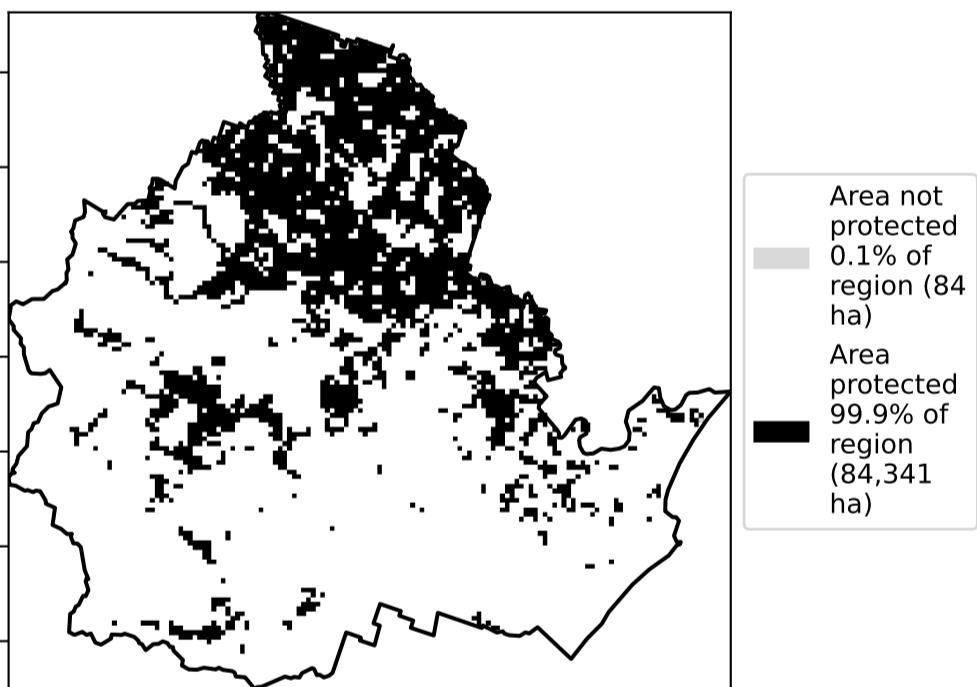 Area not
protected
0.1% of
region (84
ha)
Area
protected
99.9% of
region
(84,341
ha)